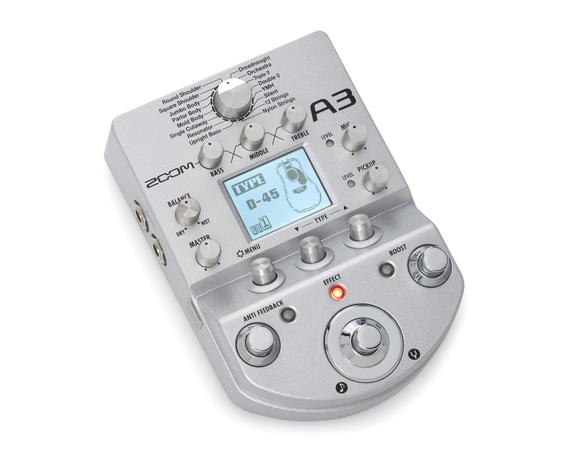 Dreadnought
Orchestra
Triple 0
Double 0
YMH
Silent
12 Strings
Nylon Strings
Round Shoulder
Square Shoulder
Jumbo Body
Parlor Body
Mold Body
Single Cutaway
Resonator
Upright Bass
A3
ZOOM
BASS
MIDDLE
TREBLE
LEVEL
MIC
LEVEL
PICKUP
BALANCE
DRY
WET
MASTER
TYPE
D-45
1
MENU
▼ TYPE ▲
BOOST
EFFECT
ANTI FEEDBACK